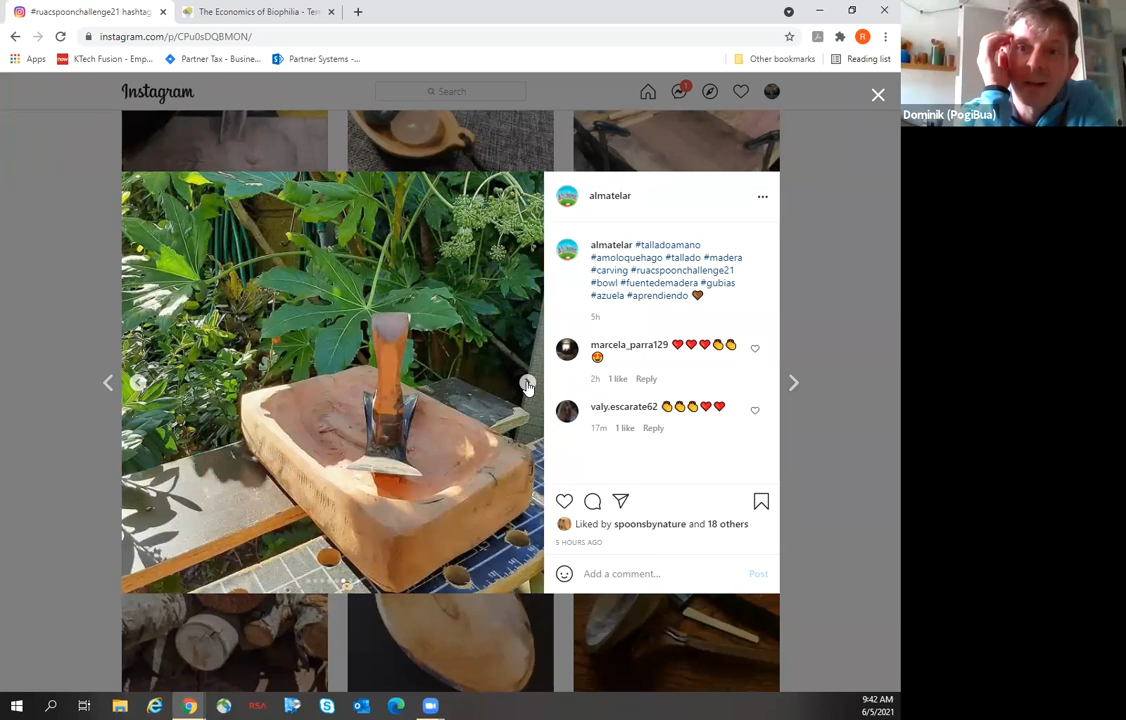 #ruacspoonchallenge21 hashtag
The Economics of Biophilia - Terr
instagram.com/p/CPu0sDQBMON/
R
Apps
KTech Fusion - Emp...
Partner Tax - Busine...
Partner Systems -...
Other bookmarks
Reading list
Dominik (PogiBua)
Instagram
Search
1
almatelar
almatelar #talladoamano
#amoloquehago #tallado #madera
#carving #ruacspoonchallenge21
#bowl #fuentedemadera #gubias
#azuela #aprendiendo
5h
marcela_parra129
2h 1 like Reply
valy.escarate62
17m 1 like Reply
Liked by spoonsbynature and 18 others
5 HOURS AGO
Add a comment...
Post
RSA
9:42 AM
6/5/2021